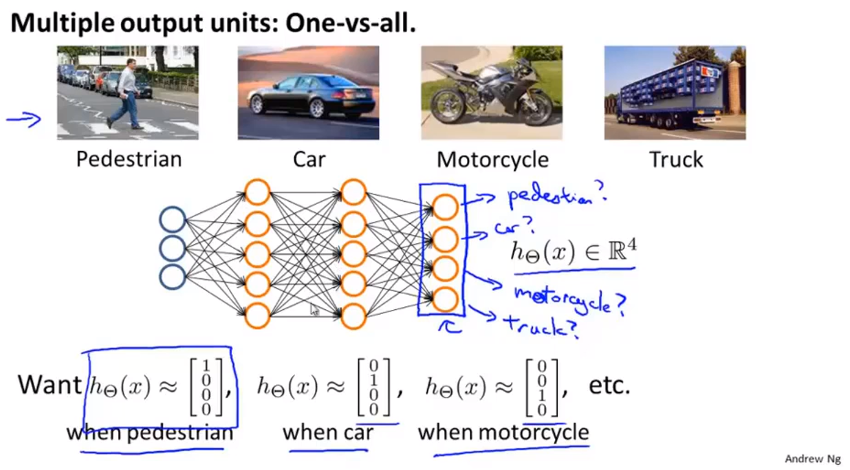 Multiple output units: One-vs-all.
Pedestrian Car Motorcycle Truck
pedestian?
car?
hΘ(x) ∈ ℝ⁴
motorcycle?
truck?
Want hΘ(x) ≈ [1 0 0 0], hΘ(x) ≈ [0 1 0 0], hΘ(x) ≈ [0 0 1 0], etc.
when pedestrian when car when motorcycle
Andrew Ng